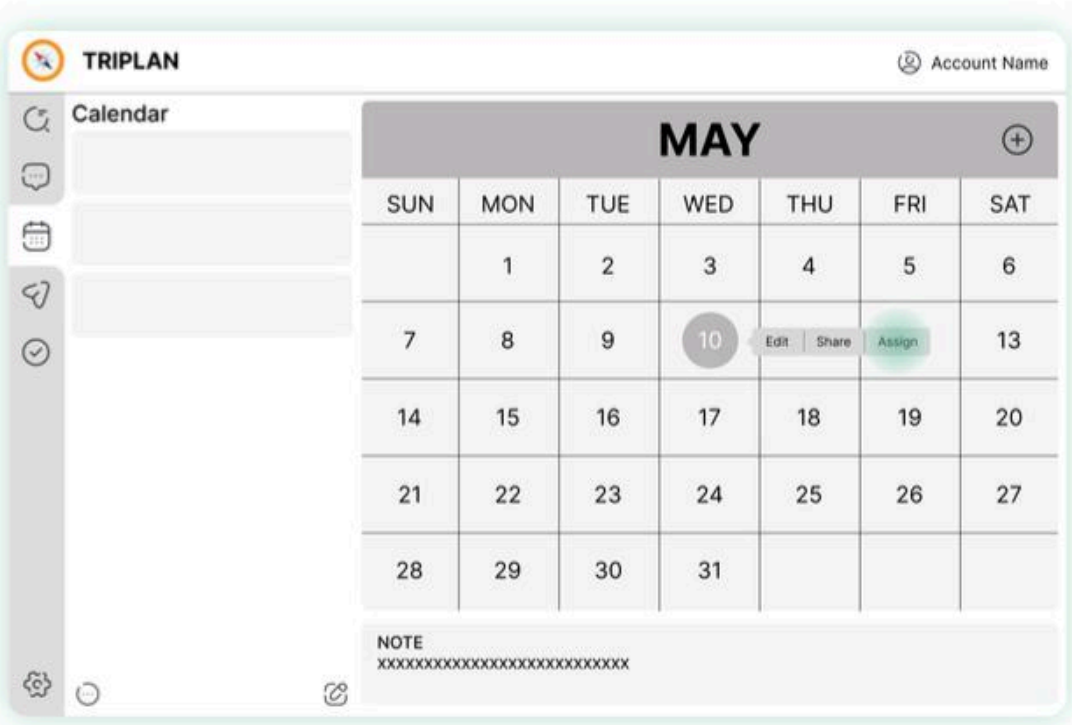 TRIPLAN
Account Name
Calendar
MAY
SUN MON TUE WED THU FRI SAT
1 2 3 4 5 6
7 8 9 10 Edit Share Assign 13
14 15 16 17 18 19 20
21 22 23 24 25 26 27
28 29 30 31
NOTE
xxxxxxxxxxxxxxxxxxxxxxxxxxx